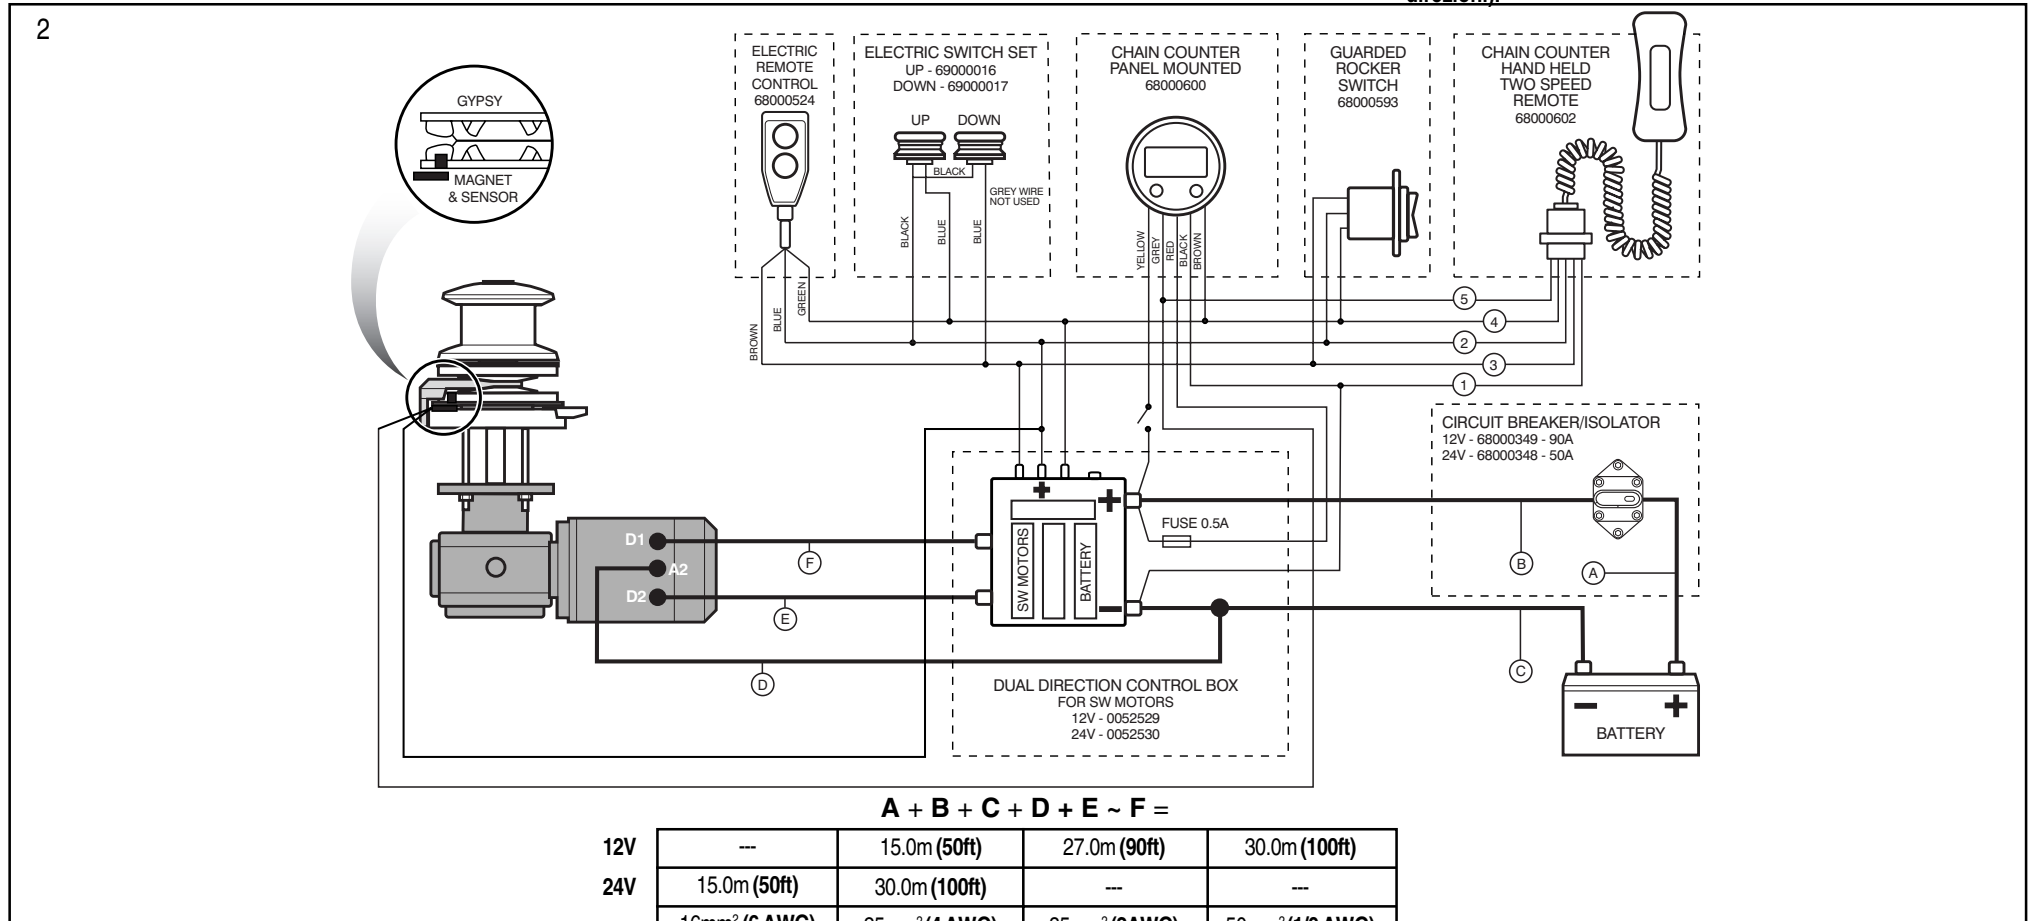 2
GYPSY
MAGNET
& SENSOR
ELECTRIC
REMOTE
CONTROL
68000524
BROWN
BLUE
GREEN
ELECTRIC SWITCH SET
UP - 69000016
DOWN - 69000017
UP
DOWN
BLACK
GREY WIRE
NOT USED
BLACK
BLUE
BLUE
CHAIN COUNTER
PANEL MOUNTED
68000600
YELLOW
GREY
RED
BLACK
BROWN
GUARDED
ROCKER
SWITCH
68000593
CHAIN COUNTER
HAND HELD
TWO SPEED
REMOTE
68000602
5
4
2
3
1
CIRCUIT BREAKER/ISOLATOR
12V - 68000349 - 90A
24V - 68000348 - 50A
D1
A2
D2
F
E
D
+
+
SW MOTORS
BATTERY
–
FUSE 0.5A
B
A
C
DUAL DIRECTION CONTROL BOX
FOR SW MOTORS
12V - 0052529
24V - 0052530
– +
BATTERY
A + B + C + D + E ~ F =
12V --- 15.0m (50ft) 27.0m (90ft) 30.0m (100ft)
24V 15.0m (50ft) 30.0m (100ft) --- ---